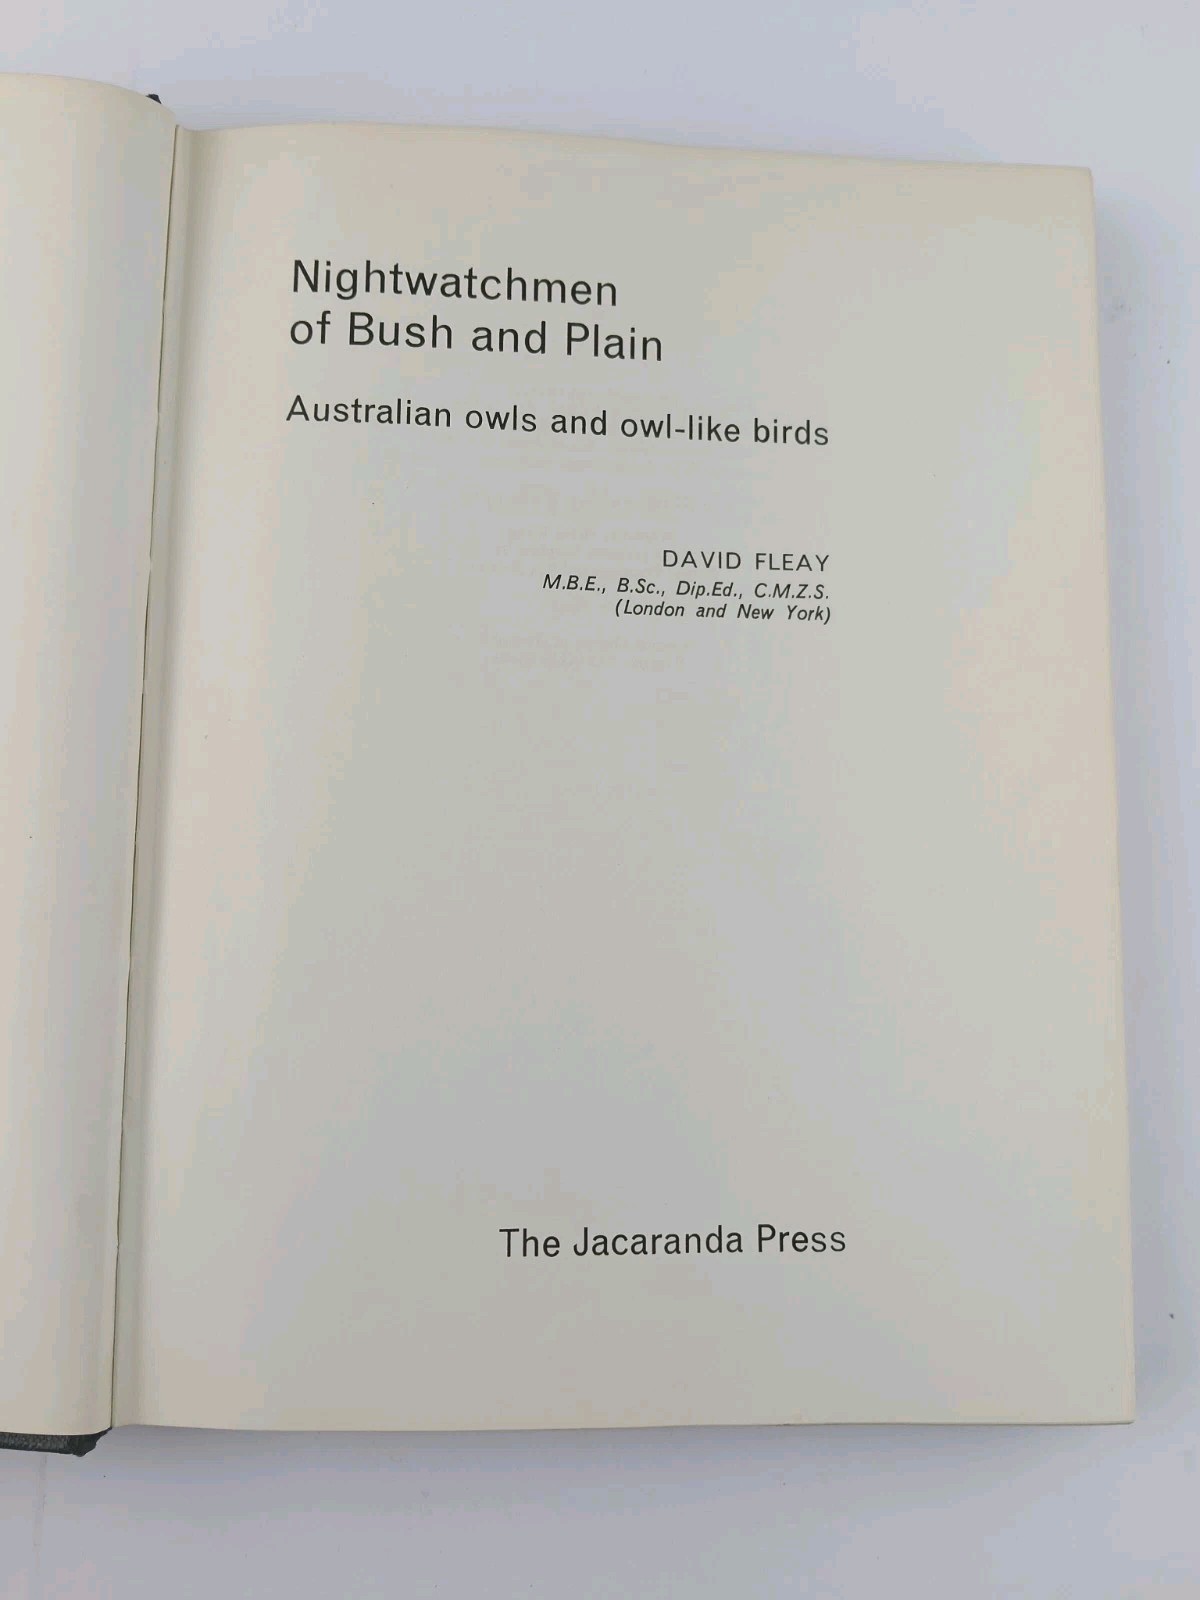 Nightwatchmen
of Bush and Plain
Australian owls and owl-like birds
DAVID FLEAY
M.B.E., B.Sc., Dip.Ed., C.M.Z.S.
(London and New York)
The Jacaranda Press